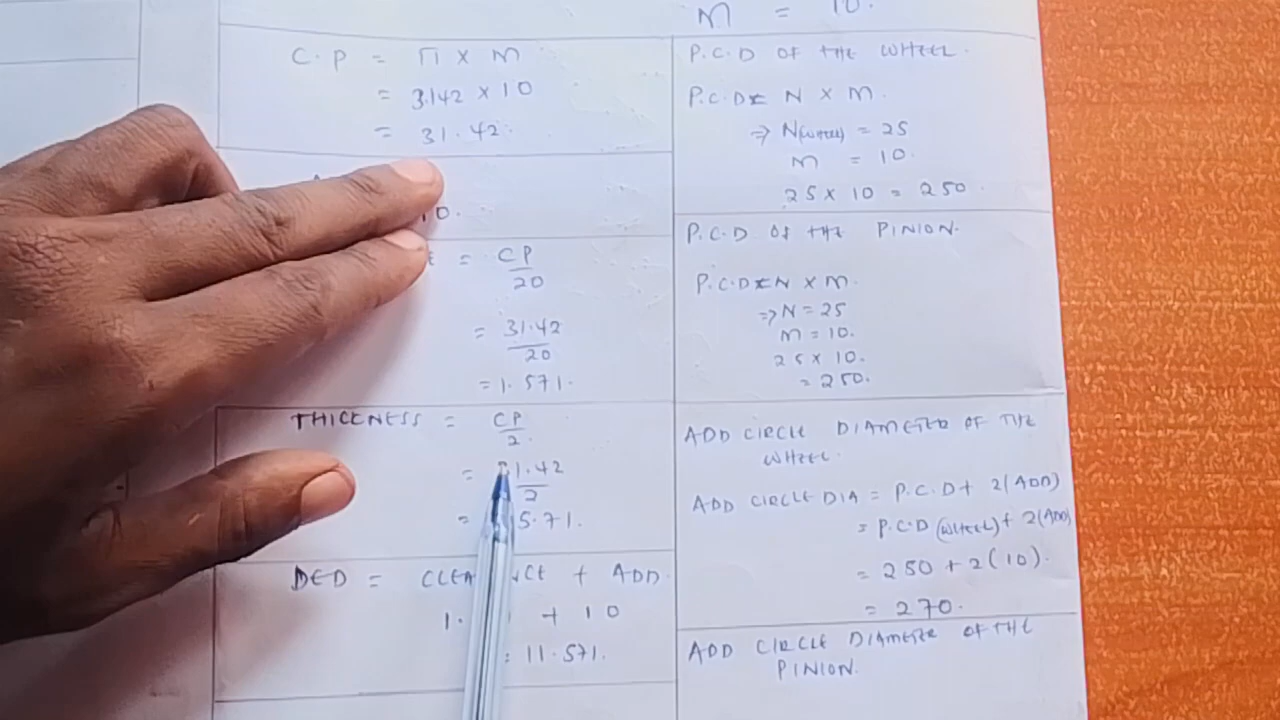 M = 10.
C.P = Π × M
= 3.142 × 10
= 31.42.
10.
= CP
20
= 31.42
20
= 1.571.
THICKNESS = CP
2.
1.42
2
= 5.71.
DED = + ADD.
1. + 10
= 11.571.
P.C.D OF THE WHEEL.
P.C.D = N × M.
⇒ N(WHEEL) = 25
M = 10.
25 × 10 = 250.
P.C.D OF THE PINION.
P.C.D = N × M.
⇒ N = 25
M = 10.
25 × 10.
= 250.
ADD CIRCLE DIAMETER OF THE
WHEEL.
ADD CIRCLE DIA = P.C.D + 2(ADD)
= P.C.D (WHEEL) + 2(ADD)
= 250 + 2(10).
= 270.
ADD CIRCLE DIAMETER OF THE
PINION.